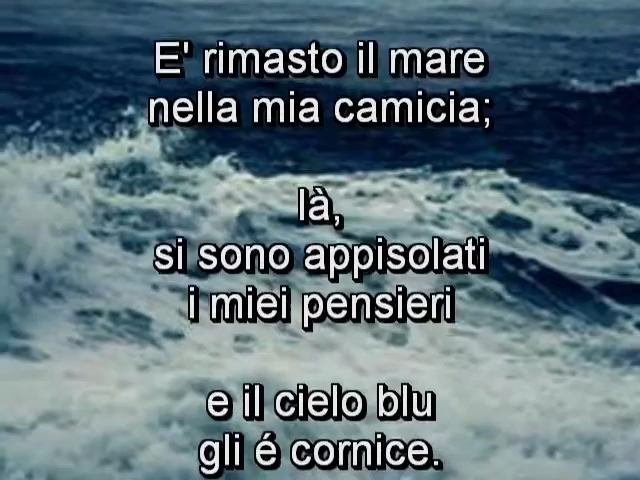 E' rimasto il mare
nella mia camicia;
là,
si sono appisolati
i miei pensieri
e il cielo blu
gli é cornice.